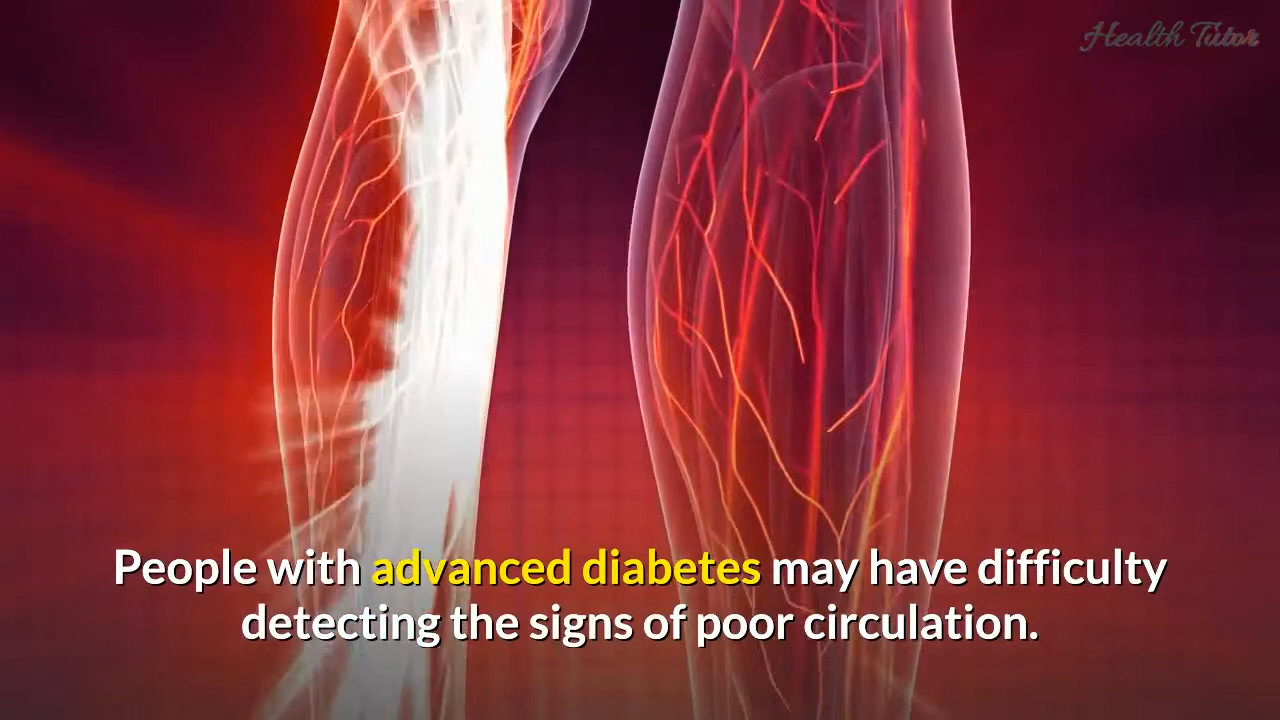 Health Tutor
People with advanced diabetes may have difficulty
detecting the signs of poor circulation.